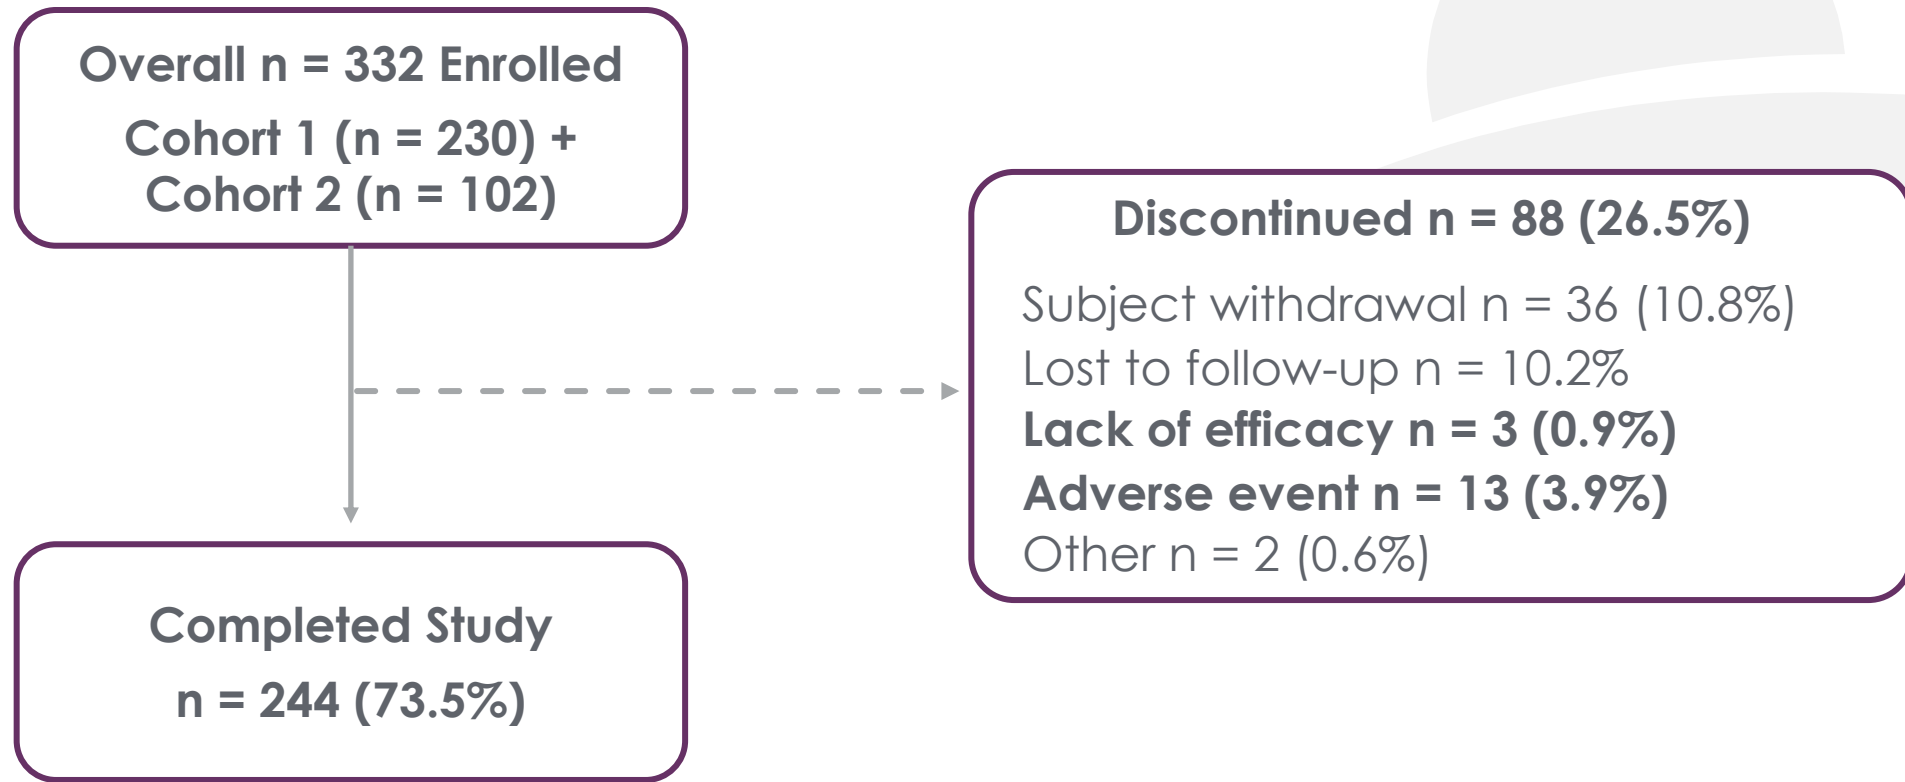 Overall n = 332 Enrolled
Cohort 1 (n = 230) +
Cohort 2 (n = 102)
Discontinued n = 88 (26.5%)
Subject withdrawal n = 36 (10.8%)
Lost to follow-up n = 10.2%
Lack of efficacy n = 3 (0.9%)
Adverse event n = 13 (3.9%)
Other n = 2 (0.6%)
Completed Study
n = 244 (73.5%)